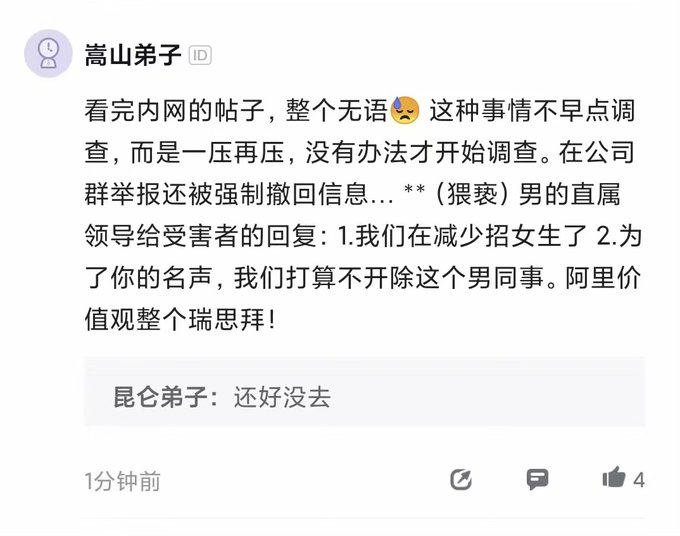 嵩山弟子 ID
看完内网的帖子，整个无语😓 这种事情不早点调
查，而是一压再压，没有办法才开始调查。在公司
群举报还被强制撤回信息... **（猥亵）男的直属
领导给受害者的回复：1.我们在减少招女生了 2.为
了你的名声，我们打算不开除这个男同事。阿里价
值观整个瑞思拜！
昆仑弟子：还好没去
1分钟前
4